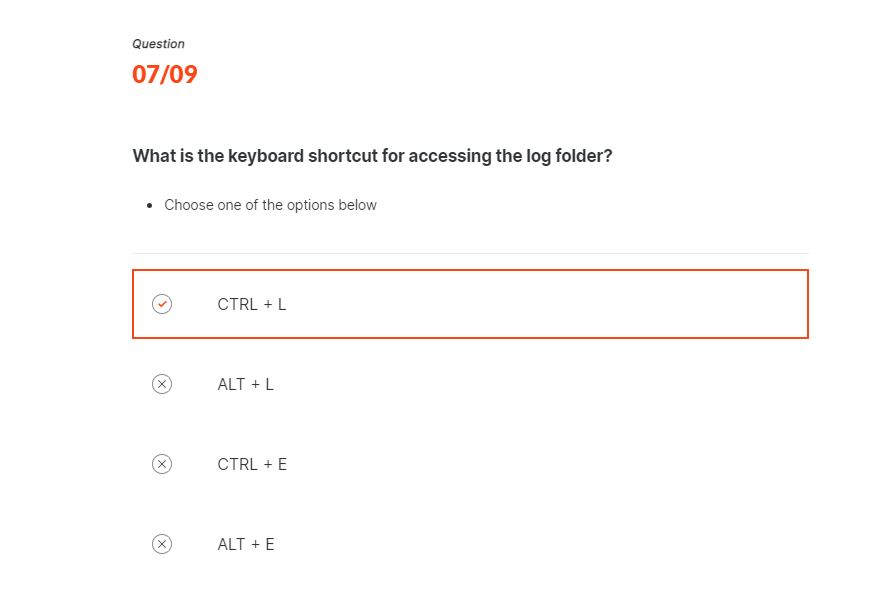 Question
07/09
What is the keyboard shortcut for accessing the log folder?
Choose one of the options below
CTRL + L
ALT + L
CTRL + E
ALT + E